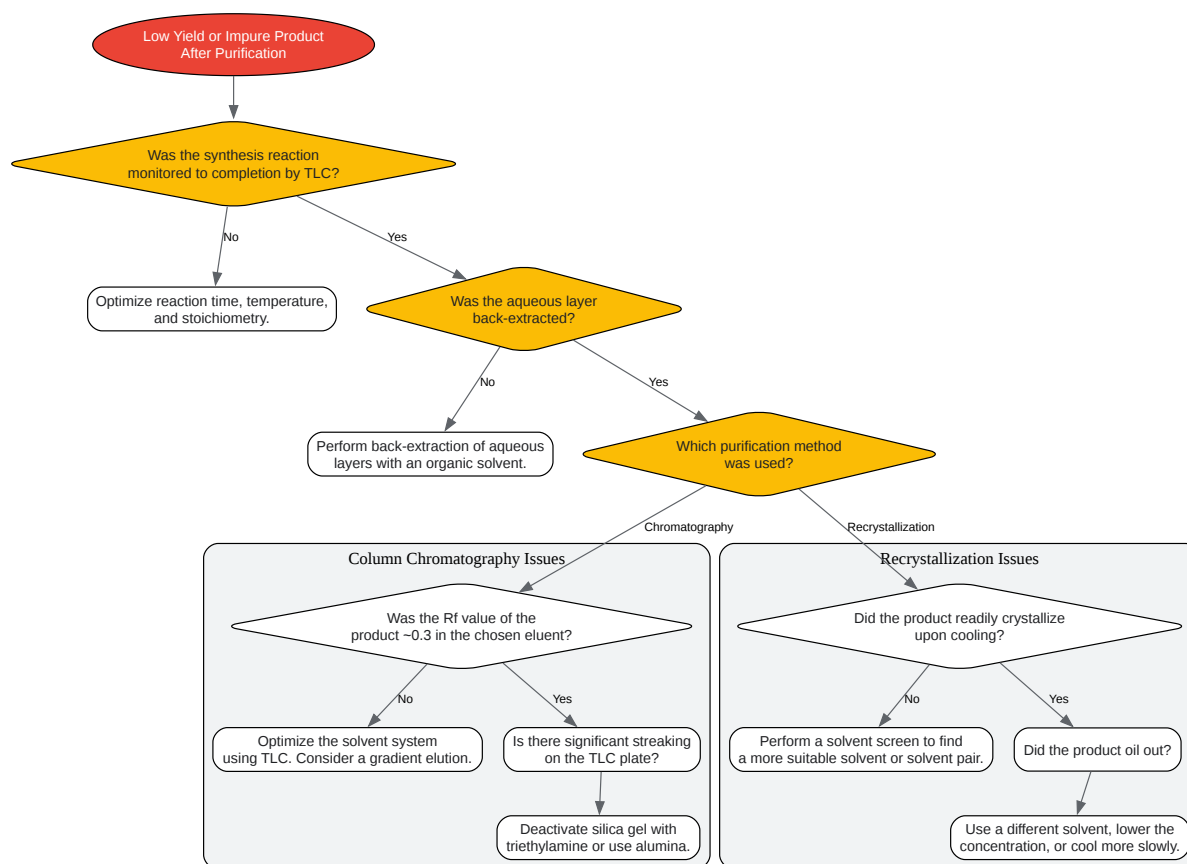 Low Yield or Impure Product
After Purification
Was the synthesis reaction
monitored to completion by TLC?
No
Yes
Optimize reaction time, temperature,
and stoichiometry.
Was the aqueous layer
back-extracted?
No
Yes
Perform back-extraction of aqueous
layers with an organic solvent.
Which purification method
was used?
Chromatography
Recrystallization
Column Chromatography Issues
Was the Rf value of the
product ~0.3 in the chosen eluent?
No
Yes
Optimize the solvent system
using TLC. Consider a gradient elution.
Is there significant streaking
on the TLC plate?
Deactivate silica gel with
triethylamine or use alumina.
Recrystallization Issues
Did the product readily crystallize
upon cooling?
No
Yes
Perform a solvent screen to find
a more suitable solvent or solvent pair.
Did the product oil out?
Use a different solvent, lower the
concentration, or cool more slowly.